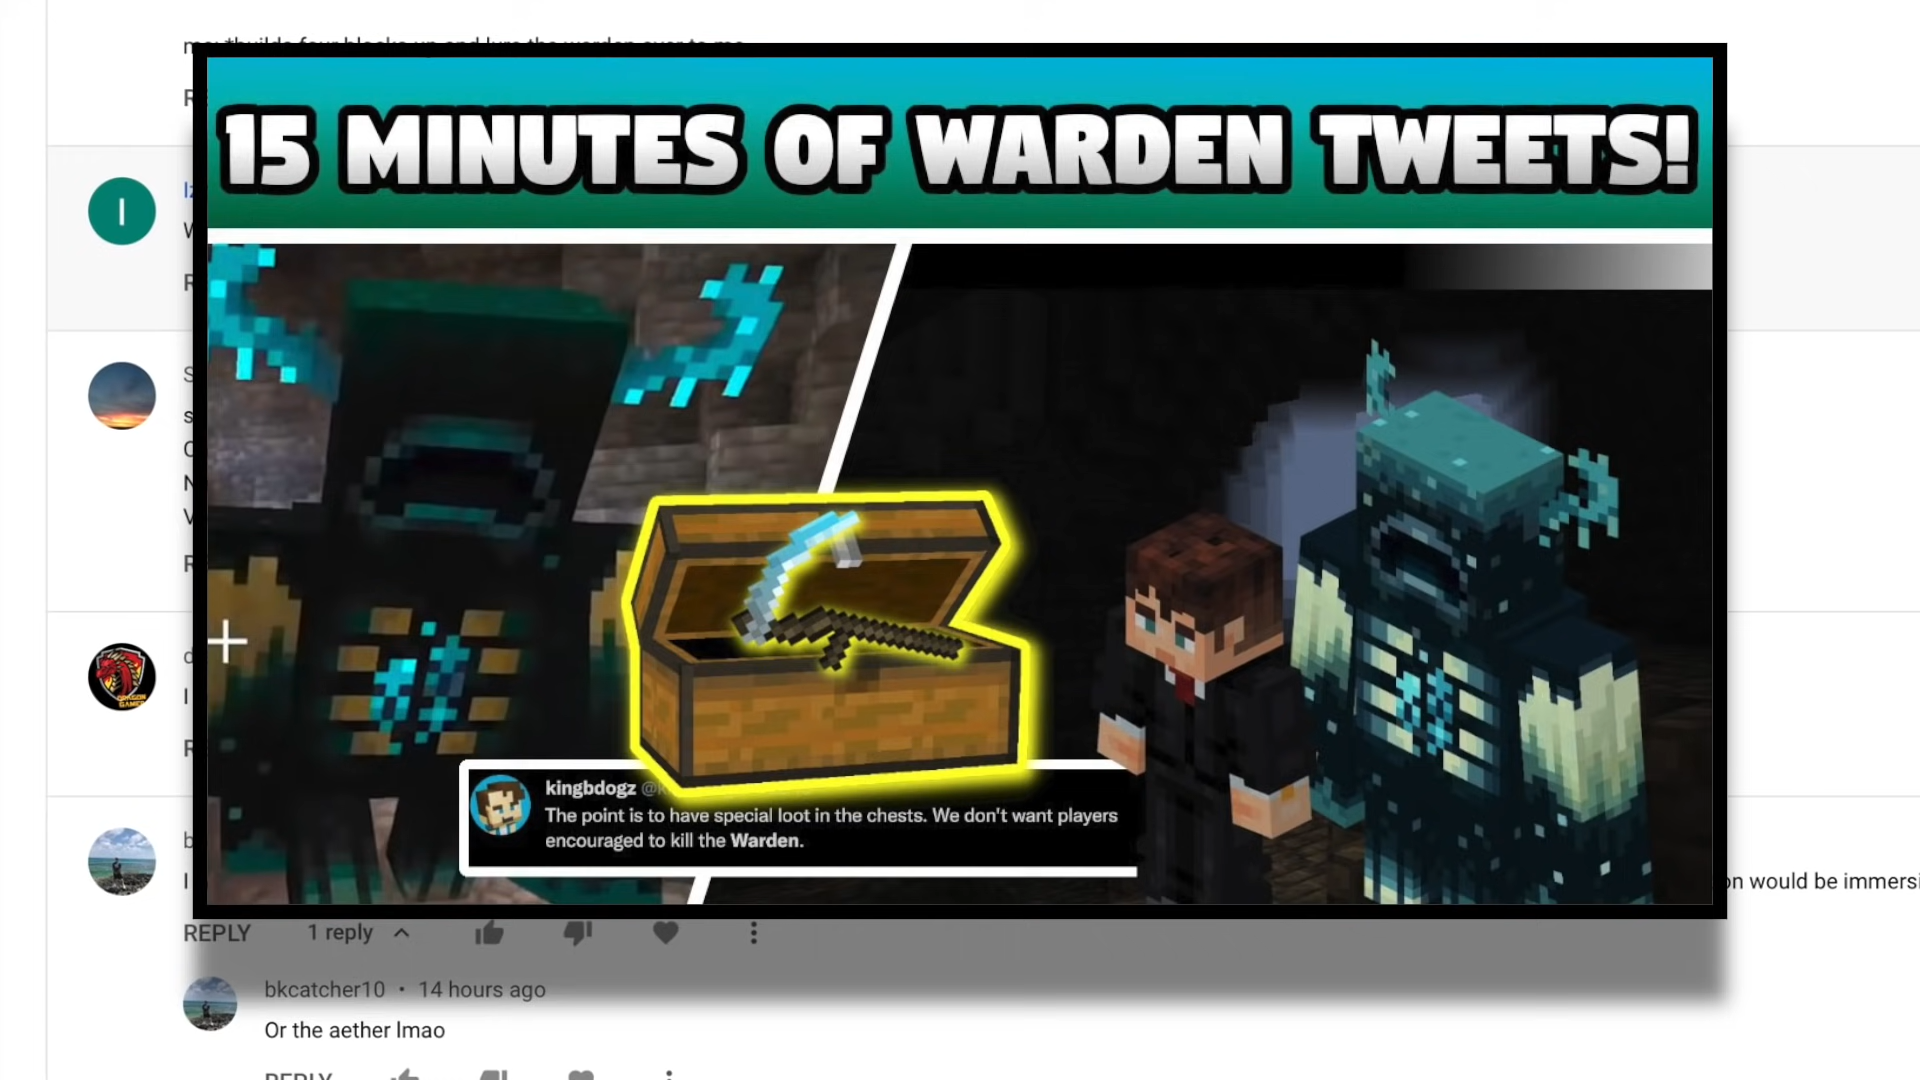 15 MINUTES OF WARDEN TWEETS!
kingbdogz
The point is to have special loot in the chests. We don't want players
encouraged to kill the Warden.
on would be immersi
REPLY 1 reply
bkcatcher10 • 14 hours ago
Or the aether lmao
REPLY